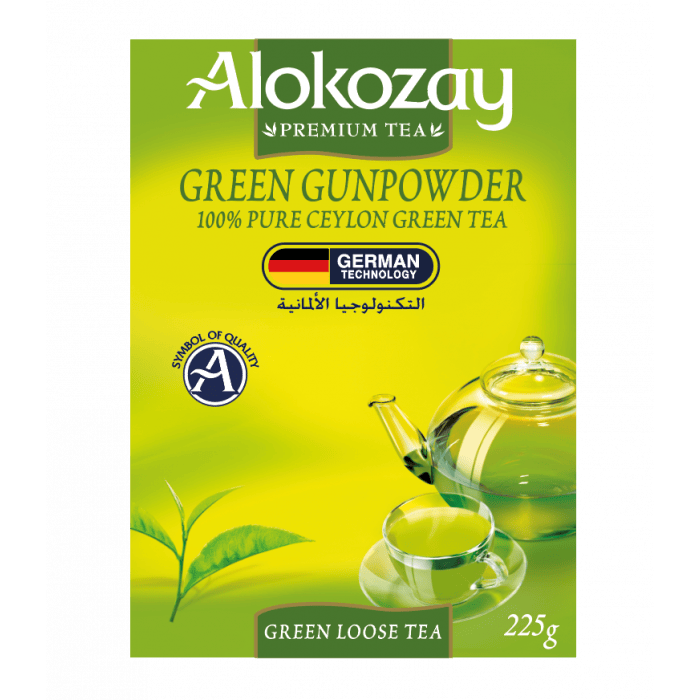 Alokozay
PREMIUM TEA
GREEN GUNPOWDER
100% PURE CEYLON GREEN TEA
GERMAN
TECHNOLOGY
التكنولوجيا الألمانية
SYMBOL OF QUALITY
A
GREEN LOOSE TEA
225g